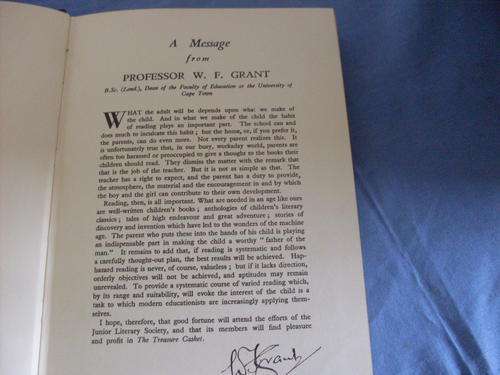 A Message
from
PROFESSOR W. F. GRANT
B.Sc. (Lond.), Dean of the Faculty of Education at the University of
Cape Town
WHAT the adult will be depends upon what we make of
the child. And in what we make of the child the habit
of reading plays an important part. The school can and
does much to inculcate this habit; but the home, or, if you prefer it,
the parents, can do even more. Not every parent realizes this. It
is unfortunately true that, in our busy, workaday world, parents are
often too harassed or preoccupied to give a thought to the books their
children should read. They dismiss the matter with the remark that
that is the job of the teacher. But it is not as simple as that. The
teacher has a right to expect, and the parent has a duty to provide,
the atmosphere, the material and the encouragement in and by which
the boy and the girl can contribute to their own development.
Reading, then, is all important. What are needed in an age like ours
are well-written children's books; anthologies of children's literary
classics; tales of high endeavour and great adventure; stories of
discovery and invention which have led to the wonders of the machine
age. The parent who puts these into the hands of his child is playing
an indispensable part in making the child a worthy "father of the
man." It remains to add that, if reading is systematic and follows
a carefully thought-out plan, the best results will be achieved. Hap-
hazard reading is never, of course, valueless; but if it lacks direction,
orderly objectives will not be achieved, and aptitudes may remain
unrevealed. To provide a systematic course of varied reading which,
by its range and suitability, will evoke the interest of the child is a
task to which modern educationists are increasingly applying them-
selves.
I hope, therefore, that good fortune will attend the efforts of the
Junior Literary Society, and that its members will find pleasure
and profit in The Treasure Casket.
W. F. Grant